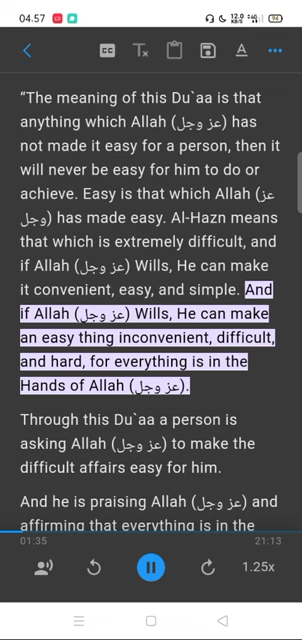 04.57
12.0 KB/S
94
CC
“The meaning of this Du`aa is that
anything which Allah (عز وجل) has
not made it easy for a person, then it
will never be easy for him to do or
achieve. Easy is that which Allah (عز
وجل) has made easy. Al-Hazn means
that which is extremely difficult, and
if Allah (عز وجل) Wills, He can make
it convenient, easy, and simple. And
if Allah (عز وجل) Wills, He can make
an easy thing inconvenient, difficult,
and hard, for everything is in the
Hands of Allah (عز وجل).
Through this Du`aa a person is
asking Allah (عز وجل) to make the
difficult affairs easy for him.
And he is praising Allah (عز وجل) and
affirming that everything is in the
01:35
21:13
1.25x